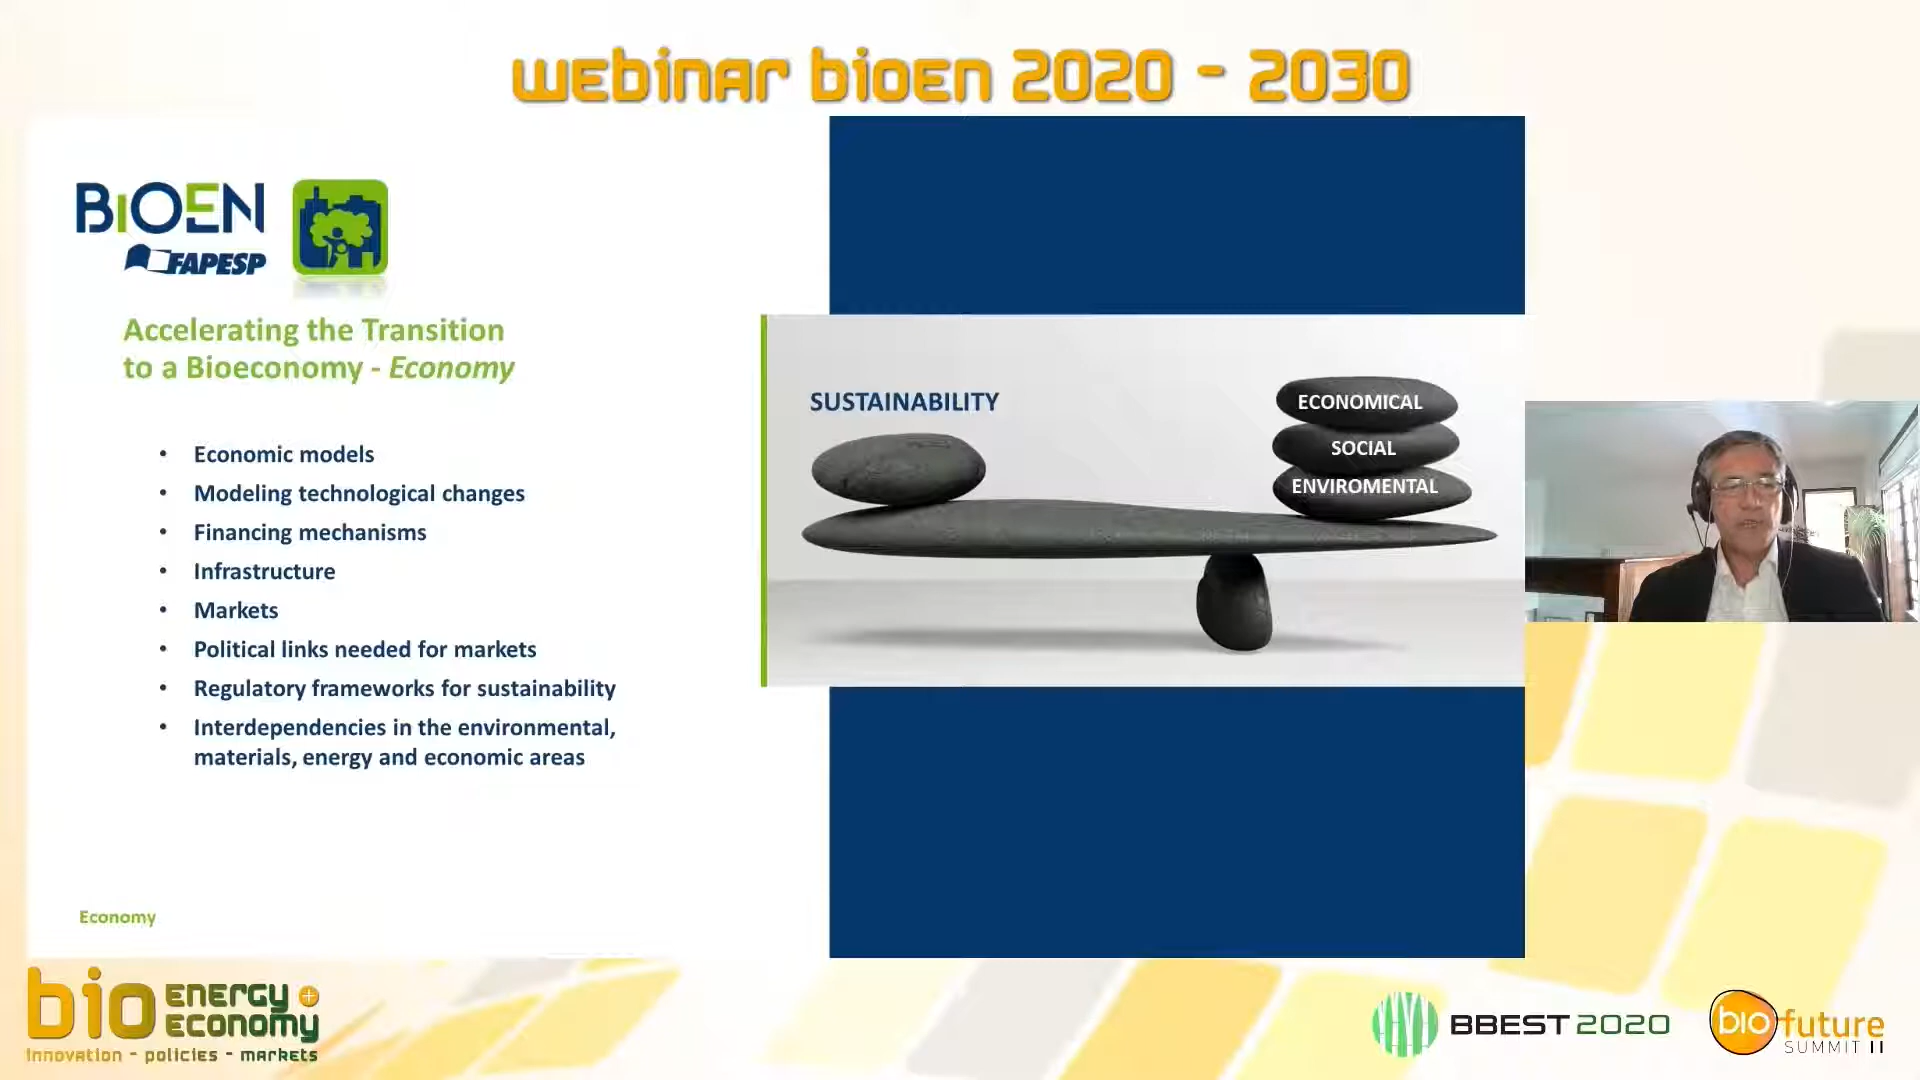 webinar bioen 2020 - 2030
BiOEN
FAPESP
Accelerating the Transition
to a Bioeconomy - Economy
• Economic models
• Modeling technological changes
• Financing mechanisms
• Infrastructure
• Markets
• Political links needed for markets
• Regulatory frameworks for sustainability
• Interdependencies in the environmental,
materials, energy and economic areas
Economy
SUSTAINABILITY
ECONOMICAL
SOCIAL
ENVIROMENTAL
bio ENERGY +
ECONOMY
innovation - policies - markets
BBEST 2020
biofuture
SUMMIT II